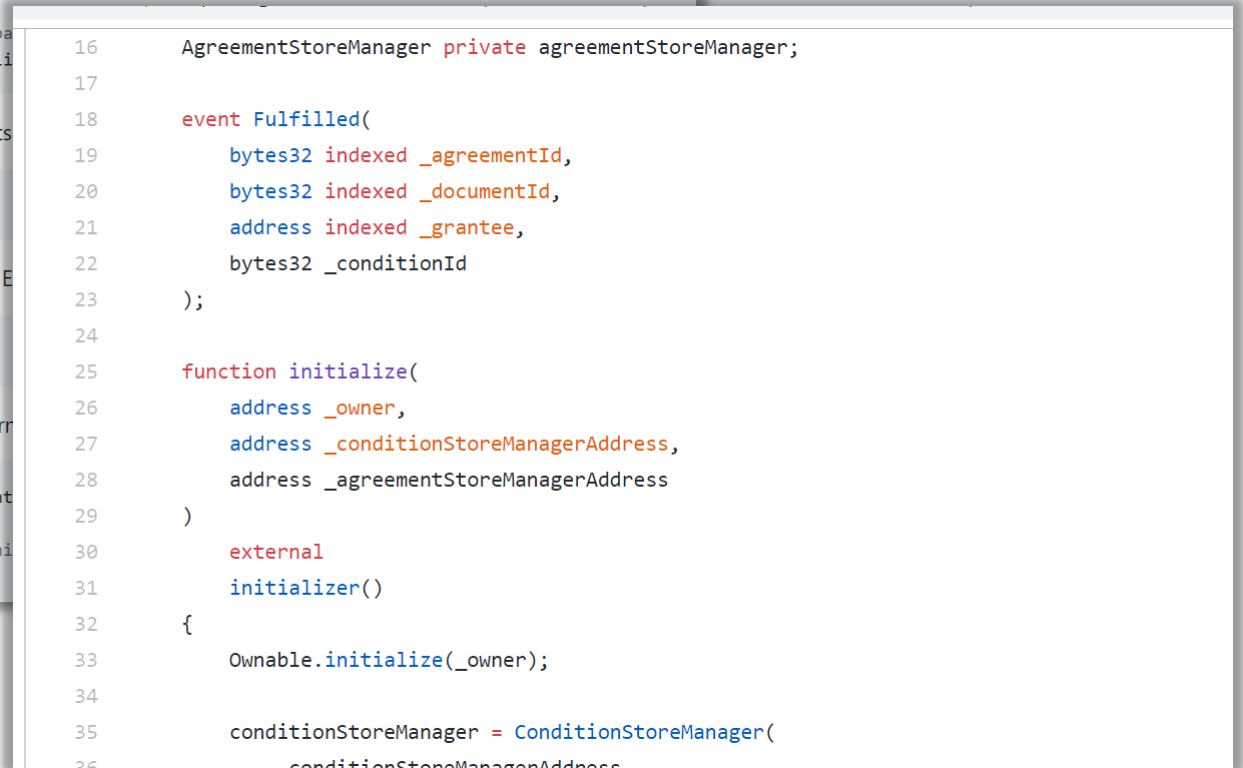 16 AgreementStoreManager private agreementStoreManager;
17
18 event Fulfilled(
19 bytes32 indexed _agreementId,
20 bytes32 indexed _documentId,
21 address indexed _grantee,
22 bytes32 _conditionId
23 );
24
25 function initialize(
26 address _owner,
27 address _conditionStoreManagerAddress,
28 address _agreementStoreManagerAddress
29 )
30 external
31 initializer()
32 {
33 Ownable.initialize(_owner);
34
35 conditionStoreManager = ConditionStoreManager(
36 _conditionStoreManagerAddress